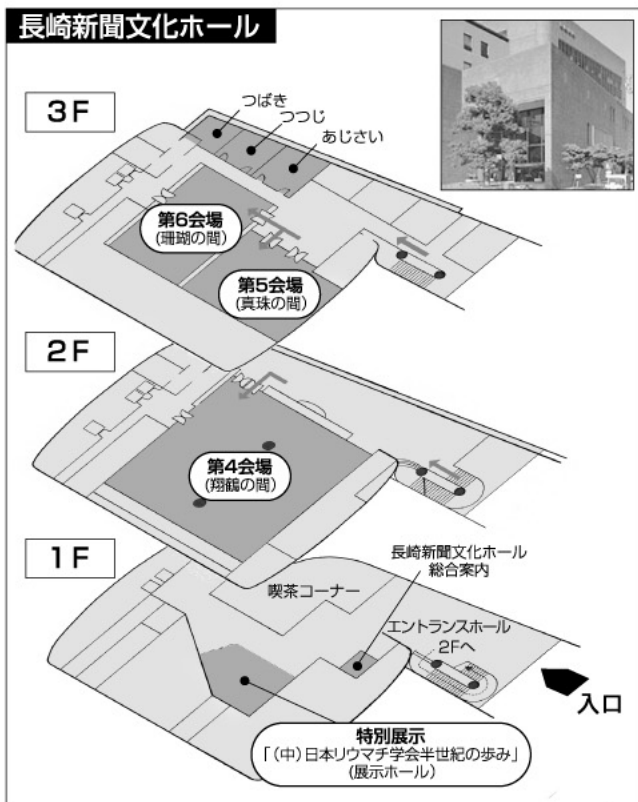 長崎新聞文化ホール
3F
つばき
つつじ
あじさい
第6会場
(珊瑚の間)
第5会場
(真珠の間)
2F
第4会場
(翔鶴の間)
1F
長崎新聞文化ホール
総合案内
喫茶コーナー
エントランスホール
2Fへ
入口
特別展示
「(中)日本リウマチ学会半世紀の歩み」
(展示ホール)